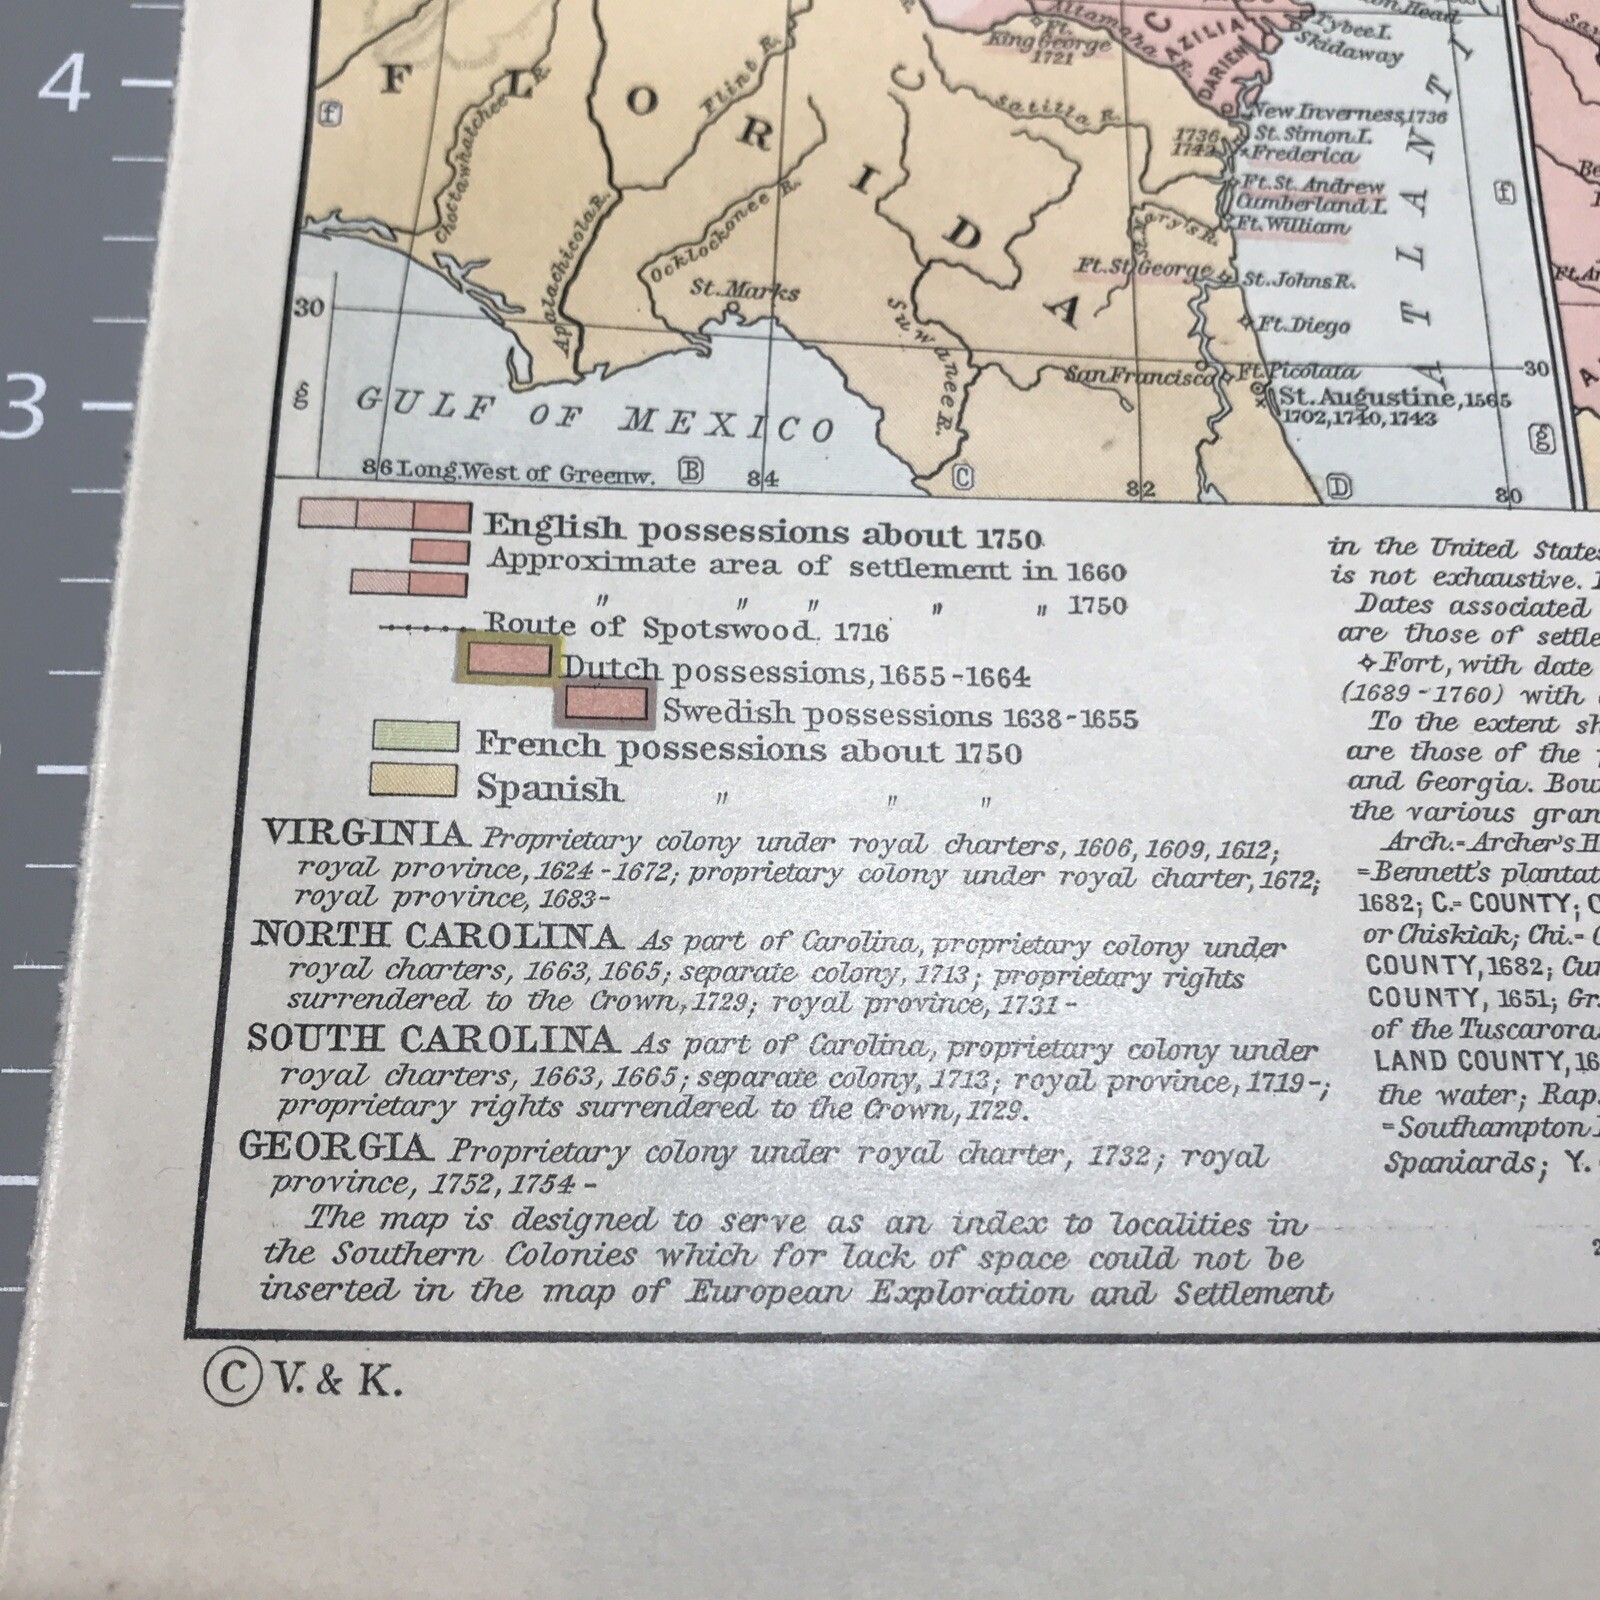 4
3
F L O R I D A
f
Choctawhatchee R.
Flint R.
Apalachicola R.
Ocklockonee R.
St. Marks
Suwanee R.
Altamaha R.
Ft.
King George
1721
Satilla R.
C
AZILIA
DARIEN
Tybee I.
Skidaway
New Inverness, 1736
1736
1742
St. Simon I.
Frederica
Ft. St. Andrew
Cumberland I.
Ft. William
Ft. St. George
St. Johns R.
Ft. Diego
San Francisco
Ft. Picolata
St. Augustine, 1565
1702, 1740, 1743
ATLANTI
f
g
30
30
g
GULF OF MEXICO
86 Long. West of Greenw.
B
84
C
82
D
80
English possessions about 1750
Approximate area of settlement in 1660
" " " " " 1750
Route of Spotswood. 1716
Dutch possessions, 1655-1664
Swedish possessions 1638-1655
French possessions about 1750
Spanish " " "
VIRGINIA Proprietary colony under royal charters, 1606, 1609, 1612;
royal province, 1624-1672; proprietary colony under royal charter, 1672;
royal province, 1683-
NORTH CAROLINA As part of Carolina, proprietary colony under
royal charters, 1663, 1665; separate colony, 1713; proprietary rights
surrendered to the Crown, 1729; royal province, 1731-
SOUTH CAROLINA As part of Carolina, proprietary colony under
royal charters, 1663, 1665; separate colony, 1713; royal province, 1719-;
proprietary rights surrendered to the Crown, 1729.
GEORGIA Proprietary colony under royal charter, 1732; royal
province, 1752, 1754-
The map is designed to serve as an index to localities in
the Southern Colonies which for lack of space could not be
inserted in the map of European Exploration and Settlement
in the United States
is not exhaustive.
Dates associated
are those of settle
Fort, with date
(1689-1760) with
To the extent sh
are those of the
and Georgia. Bow
the various gran
Arch.=Archer's H
=Bennett's plantat
1682; C.= COUNTY; C
or Chiskiak; Chi.=
COUNTY, 1682; Cur
COUNTY, 1651; Gr.
of the Tuscarora
LAND COUNTY, 16
the water; Rap.
=Southampton
Spaniards; Y.
© V. & K.